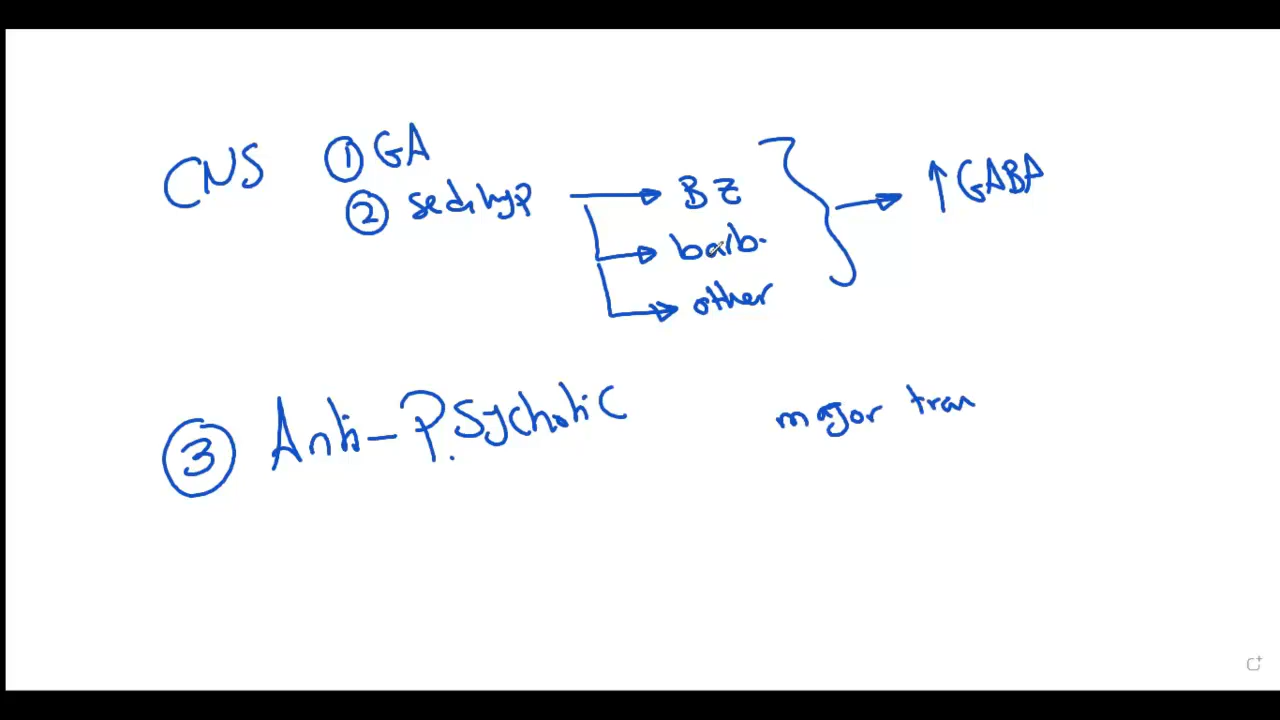 CNS ① GA
② sed.hyp → BZ
→ barb.
→ other
→ ↑ GABA
③ Anti-Psychotic
major tran